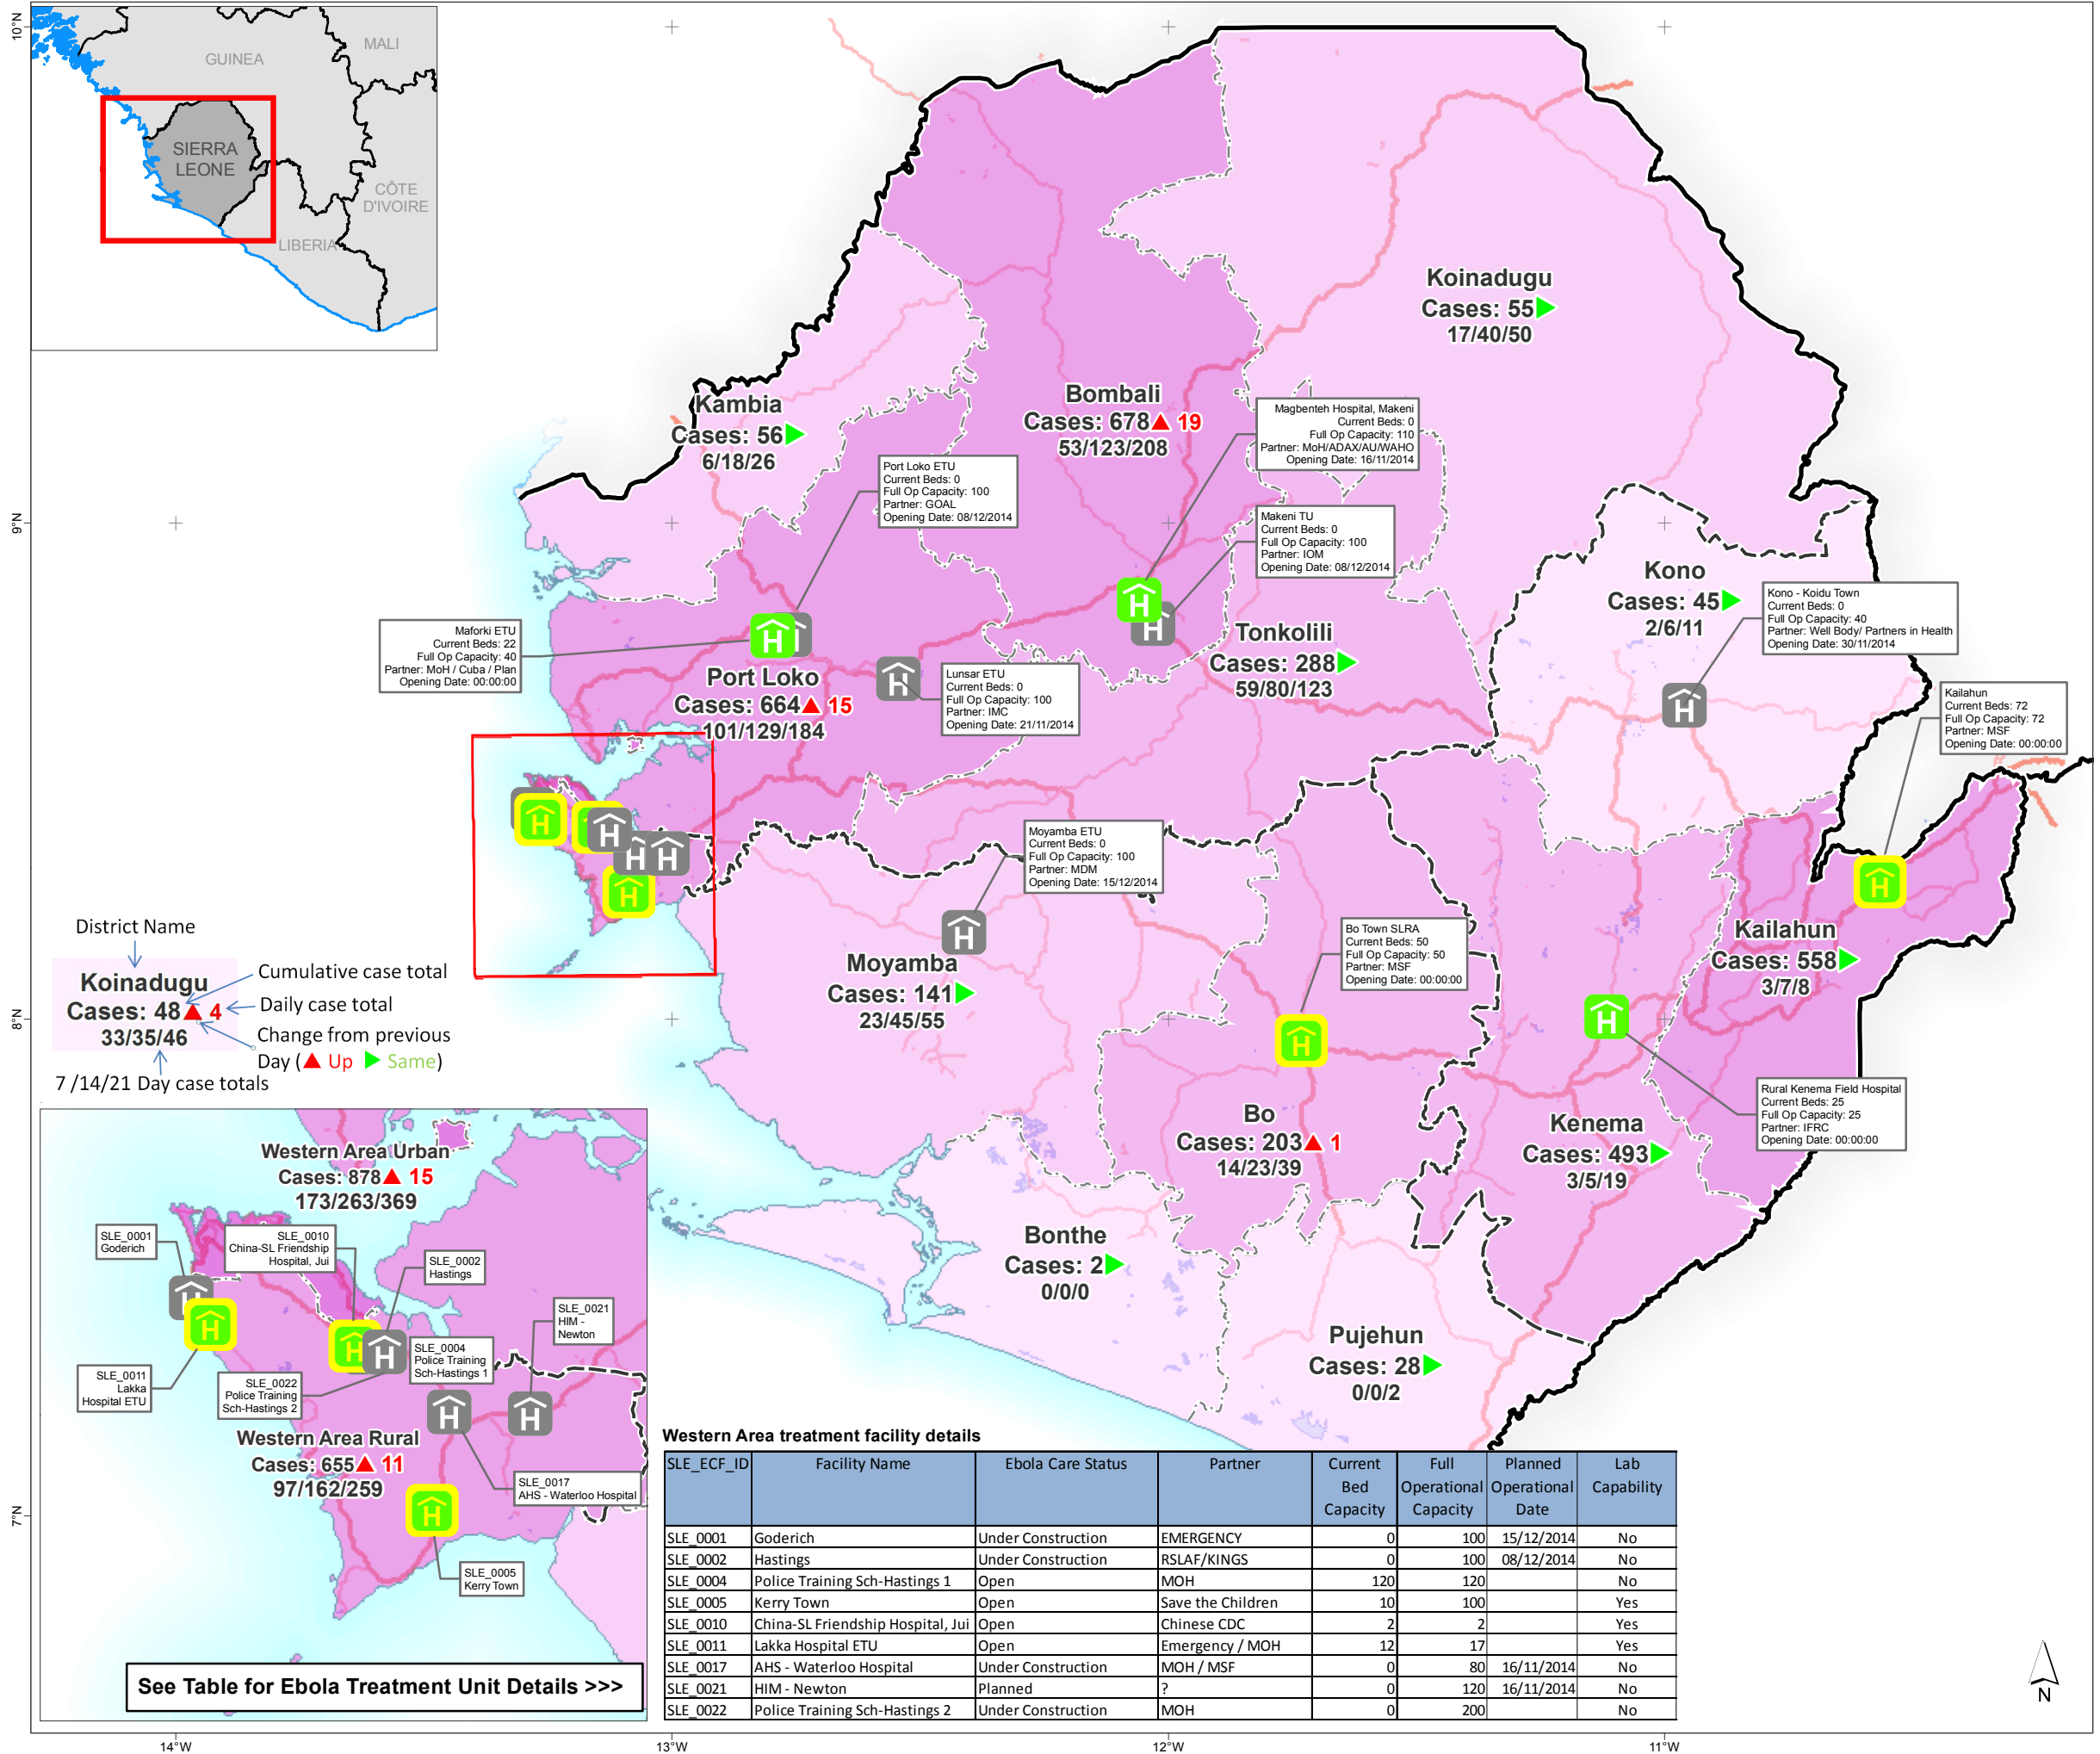 10°N
9°N
8°N
7°N
14°W
13°W
12°W
11°W
GUINEA
MALI
SIERRA
LEONE
CÔTE
D'IVOIRE
LIBERIA
Koinadugu
Cases: 55
17/40/50
Kambia
Cases: 56
6/18/26
Bombali
Cases: 678 19
53/123/208
Magbenteh Hospital, Makeni
Current Beds: 0
Full Op Capacity: 110
Partner: MoH/ADAX/AU/WAHO
Opening Date: 16/11/2014
Port Loko ETU
Current Beds: 0
Full Op Capacity: 100
Partner: GOAL
Opening Date: 08/12/2014
Makeni TU
Current Beds: 0
Full Op Capacity: 100
Partner: IOM
Opening Date: 08/12/2014
Kono
Cases: 45
2/6/11
Kono - Koidu Town
Current Beds: 0
Full Op Capacity: 40
Partner: Well Body/ Partners in Health
Opening Date: 30/11/2014
Maforki ETU
Current Beds: 22
Full Op Capacity: 40
Partner: MoH / Cuba / Plan
Opening Date: 00:00:00
Port Loko
Cases: 664 15
101/129/184
Lunsar ETU
Current Beds: 0
Full Op Capacity: 100
Partner: IMC
Opening Date: 21/11/2014
Tonkolili
Cases: 288
59/80/123
Kailahun
Current Beds: 72
Full Op Capacity: 72
Partner: MSF
Opening Date: 00:00:00
Moyamba ETU
Current Beds: 0
Full Op Capacity: 100
Partner: MDM
Opening Date: 15/12/2014
Moyamba
Cases: 141
23/45/55
Bo Town SLRA
Current Beds: 50
Full Op Capacity: 50
Partner: MSF
Opening Date: 00:00:00
Kailahun
Cases: 558
3/7/8
Rural Kenema Field Hospital
Current Beds: 25
Full Op Capacity: 25
Partner: IFRC
Opening Date: 00:00:00
Bo
Cases: 203 1
14/23/39
Kenema
Cases: 493
3/5/19
Bonthe
Cases: 2
0/0/0
Pujehun
Cases: 28
0/0/2
District Name
Koinadugu
Cases: 48 4
33/35/46
Cumulative case total
Daily case total
Change from previous
Day ( Up Same)
7 /14/21 Day case totals
Western Area Urban
Cases: 878 15
173/263/369
SLE_0001
Goderich
SLE_0010
China-SL Friendship
Hospital, Jui
SLE_0002
Hastings
SLE_0021
HIM -
Newton
SLE_0004
Police Training
Sch-Hastings 1
SLE_0011
Lakka
Hospital ETU
SLE_0022
Police Training
Sch-Hastings 2
Western Area Rural
Cases: 655 11
97/162/259
SLE_0017
AHS - Waterloo Hospital
SLE_0005
Kerry Town
See Table for Ebola Treatment Unit Details >>>
Western Area treatment facility details
SLE_ECF_ID Facility Name Ebola Care Status Partner Current Bed Capacity Full Operational Capacity Planned Operational Date Lab Capability
SLE_0001 Goderich Under Construction EMERGENCY 0 100 15/12/2014 No
SLE_0002 Hastings Under Construction RSLAF/KINGS 0 100 08/12/2014 No
SLE_0004 Police Training Sch-Hastings 1 Open MOH 120 120 No
SLE_0005 Kerry Town Open Save the Children 10 100 Yes
SLE_0010 China-SL Friendship Hospital, Jui Open Chinese CDC 2 2 Yes
SLE_0011 Lakka Hospital ETU Open Emergency / MOH 12 17 Yes
SLE_0017 AHS - Waterloo Hospital Under Construction MOH / MSF 0 80 16/11/2014 No
SLE_0021 HIM - Newton Planned ? 0 120 16/11/2014 No
SLE_0022 Police Training Sch-Hastings 2 Under Construction MOH 0 200 No
N